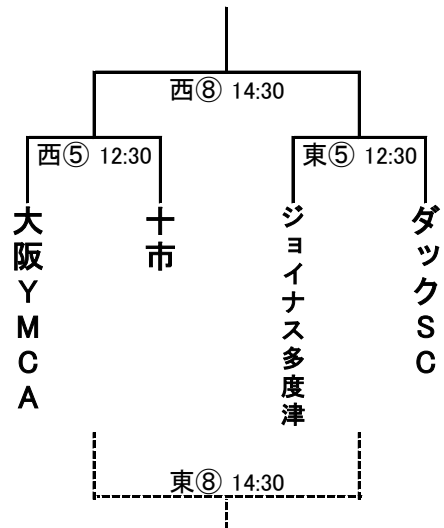 西⑧ 14:30
西⑤ 12:30
東⑤ 12:30
大阪YMCA
十市
ジョイナス多度津
ダックSC
東⑧ 14:30